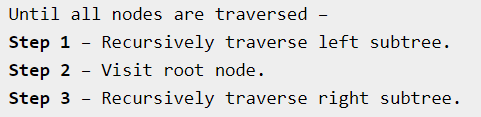 Until all nodes are traversed −
Step 1 − Recursively traverse left subtree.
Step 2 − Visit root node.
Step 3 − Recursively traverse right subtree.